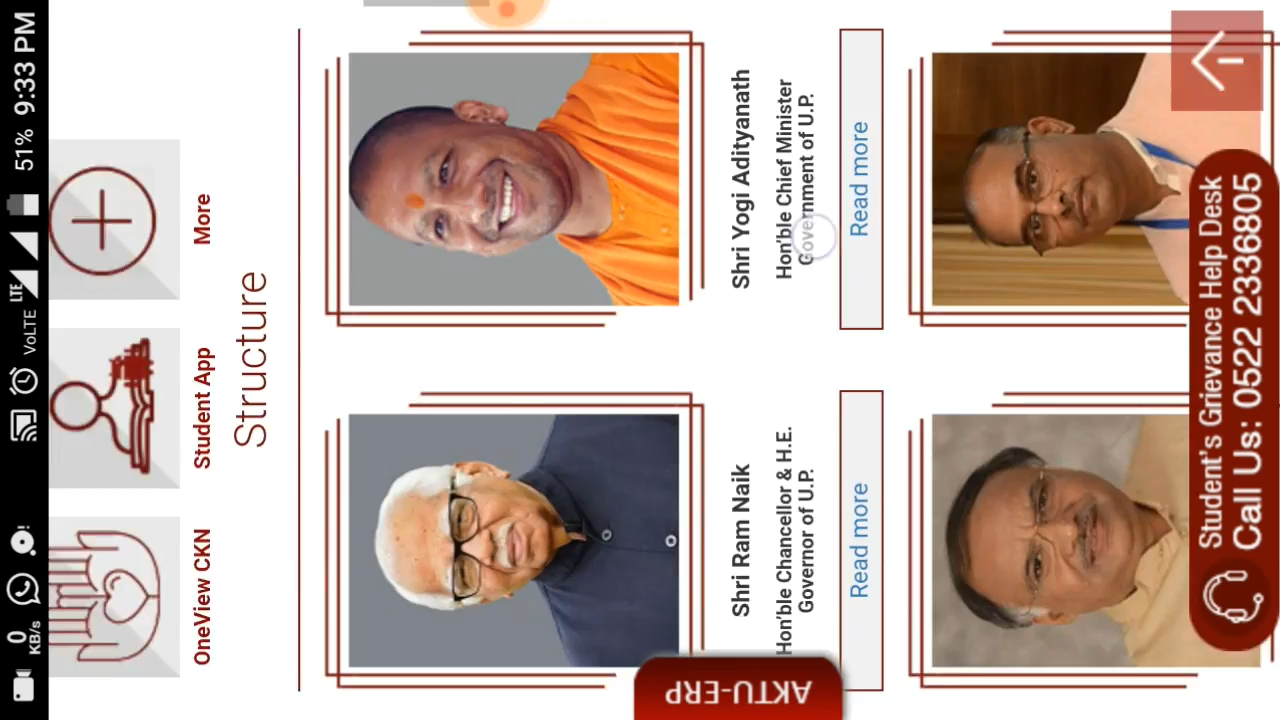 0
KB/s
VoLTE
LTE
51%
9:33 PM
OneView CKN
Student App
More
Structure
Shri Ram Naik
Hon'ble Chancellor & H.E.
Governor of U.P.
Read more
Shri Yogi Adityanath
Hon'ble Chief Minister
Government of U.P.
Read more
AKTU-ERP
Student's Grievance Help Desk
Call Us: 0522 2336805